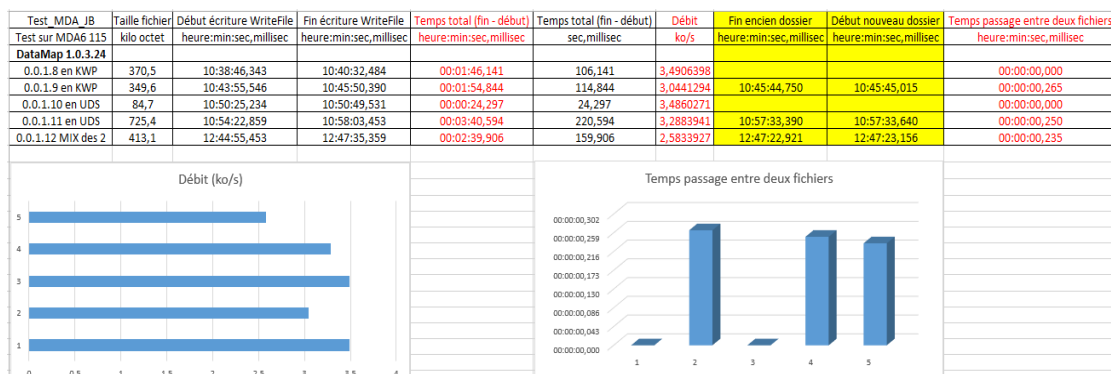 Test_MDA_JB Taille fichier Début écriture WriteFile Fin écriture WriteFile Temps total (fin - début) Temps total (fin - début) Débit Fin encien dossier Début nouveau dossier Temps passage entre deux fichiers
Test sur MDA6 115 kilo octet heure:min:sec,millisec heure:min:sec,millisec heure:min:sec,millisec sec,millisec ko/s heure:min:sec,millisec heure:min:sec,millisec heure:min:sec,millisec
DataMap 1.0.3.24
0.0.1.8 en KWP 370,5 10:38:46,343 10:40:32,484 00:01:46,141 106,141 3,4906398 00:00:00,000
0.0.1.9 en KWP 349,6 10:43:55,546 10:45:50,390 00:01:54,844 114,844 3,0441294 10:45:44,750 10:45:45,015 00:00:00,265
0.0.1.10 en UDS 84,7 10:50:25,234 10:50:49,531 00:00:24,297 24,297 3,4860271 00:00:00,000
0.0.1.11 en UDS 725,4 10:54:22,859 10:58:03,453 00:03:40,594 220,594 3,2883941 10:57:33,390 10:57:33,640 00:00:00,250
0.0.1.12 MIX des 2 413,1 12:44:55,453 12:47:35,359 00:02:39,906 159,906 2,5833927 12:47:22,921 12:47:23,156 00:00:00,235
Débit (ko/s)
5
4
3
2
1
0 0,5 1 1,5 2 2,5 3 3,5 4
Temps passage entre deux fichiers
00:00:00,302
00:00:00,259
00:00:00,216
00:00:00,173
00:00:00,130
00:00:00,086
00:00:00,043
00:00:00,000
1 2 3 4 5